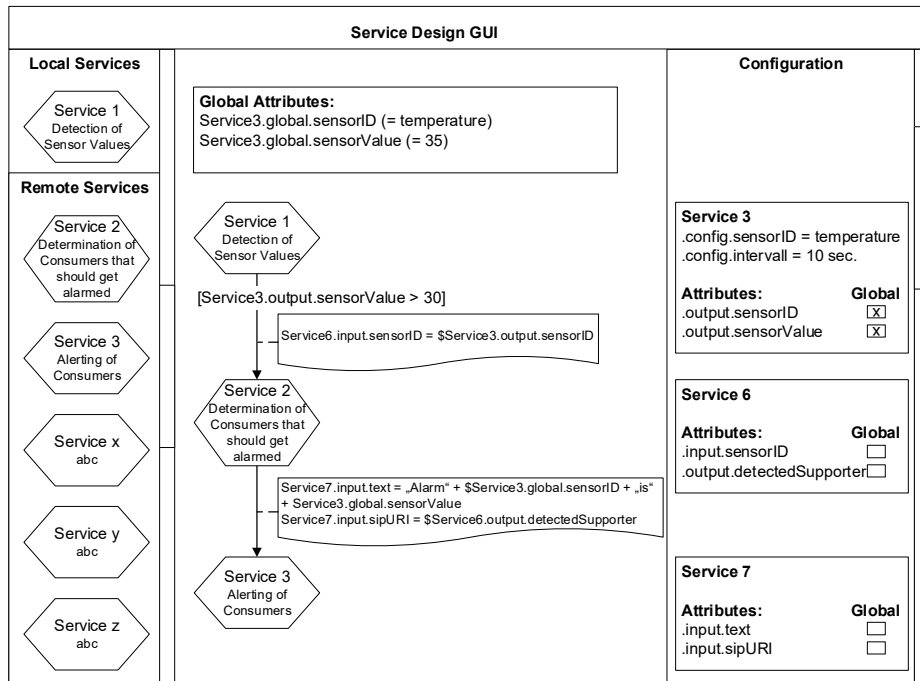 Service Design GUI
Local Services
Service 1
Detection of
Sensor Values
Remote Services
Service 2
Determination of
Consumers that
should get
alarmed
Service 3
Alerting of
Consumers
Service x
abc
Service y
abc
Service z
abc
Global Attributes:
Service3.global.sensorID (= temperature)
Service3.global.sensorValue (= 35)
Service 1
Detection of
Sensor Values
[Service3.output.sensorValue > 30]
Service6.input.sensorID = $Service3.output.sensorID
Service 2
Determination of
Consumers that
should get
alarmed
Service7.input.text = „Alarm“ + $Service3.global.sensorID + „is“
+ Service3.global.sensorValue
Service7.input.sipURI = $Service6.output.detectedSupporter
Service 3
Alerting of
Consumers
Configuration
Service 3
.config.sensorID = temperature
.config.intervall = 10 sec.
Attributes: Global
.output.sensorID X
.output.sensorValue X
Service 6
Attributes: Global
.input.sensorID
.output.detectedSupporter
Service 7
Attributes: Global
.input.text
.input.sipURI